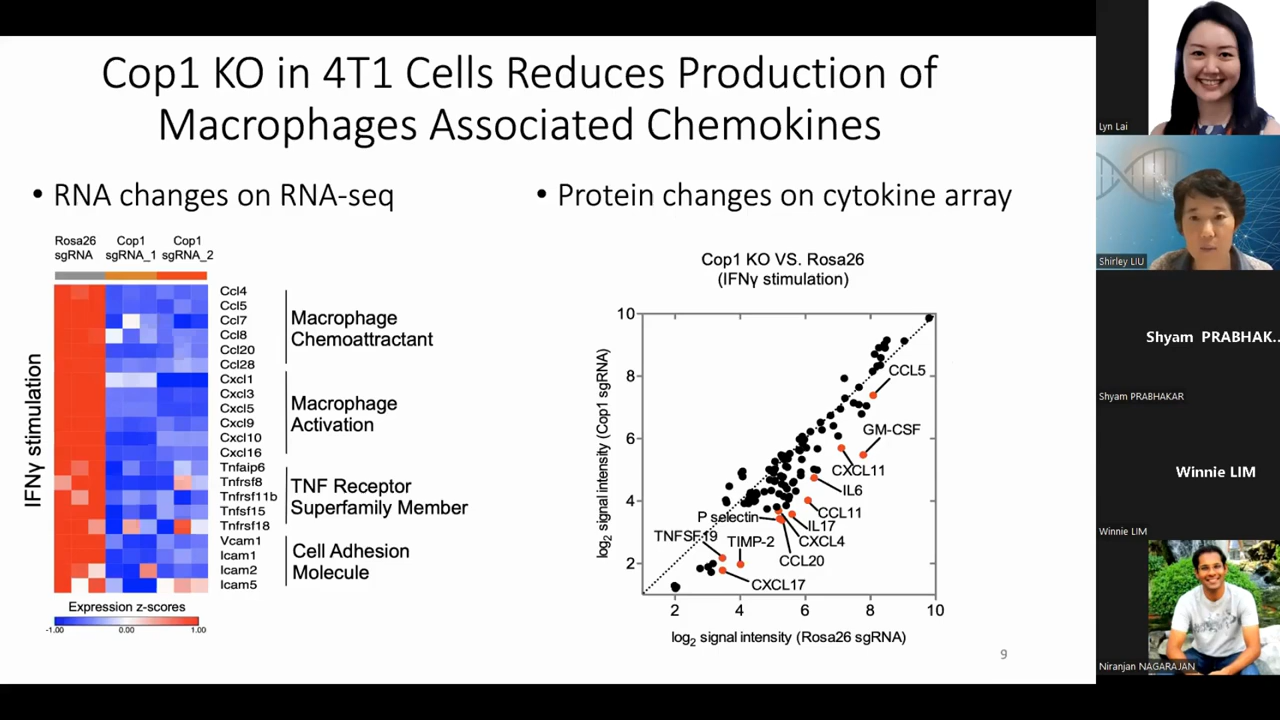 Cop1 KO in 4T1 Cells Reduces Production of
Macrophages Associated Chemokines
• RNA changes on RNA-seq
• Protein changes on cytokine array
Rosa26 sgRNA
Cop1 sgRNA_1
Cop1 sgRNA_2
IFNγ stimulation
Ccl4
Ccl5
Ccl7
Ccl8
Ccl20
Ccl28
Cxcl1
Cxcl3
Cxcl5
Cxcl9
Cxcl10
Cxcl16
Tnfaip6
Tnfrsf8
Tnfrsf11b
Tnfsf15
Tnfrsf18
Vcam1
Icam1
Icam2
Icam5
Macrophage
Chemoattractant
Macrophage
Activation
TNF Receptor
Superfamily Member
Cell Adhesion
Molecule
Expression z-scores
-1.00 0.00 1.00
Cop1 KO VS. Rosa26
(IFNγ stimulation)
log2 signal intensity (Cop1 sgRNA)
10
8
6
4
2
CCL5
GM-CSF
CXCL11
IL6
CCL11
P selectin
IL17
TNFSF19
TIMP-2
CXCL4
CCL20
CXCL17
2 4 6 8 10
log2 signal intensity (Rosa26 sgRNA)
9
Lyn Lai
Shirley LIU
Shyam PRABHAK...
Shyam PRABHAKAR
Winnie LIM
Winnie LIM
Niranjan NAGARAJAN